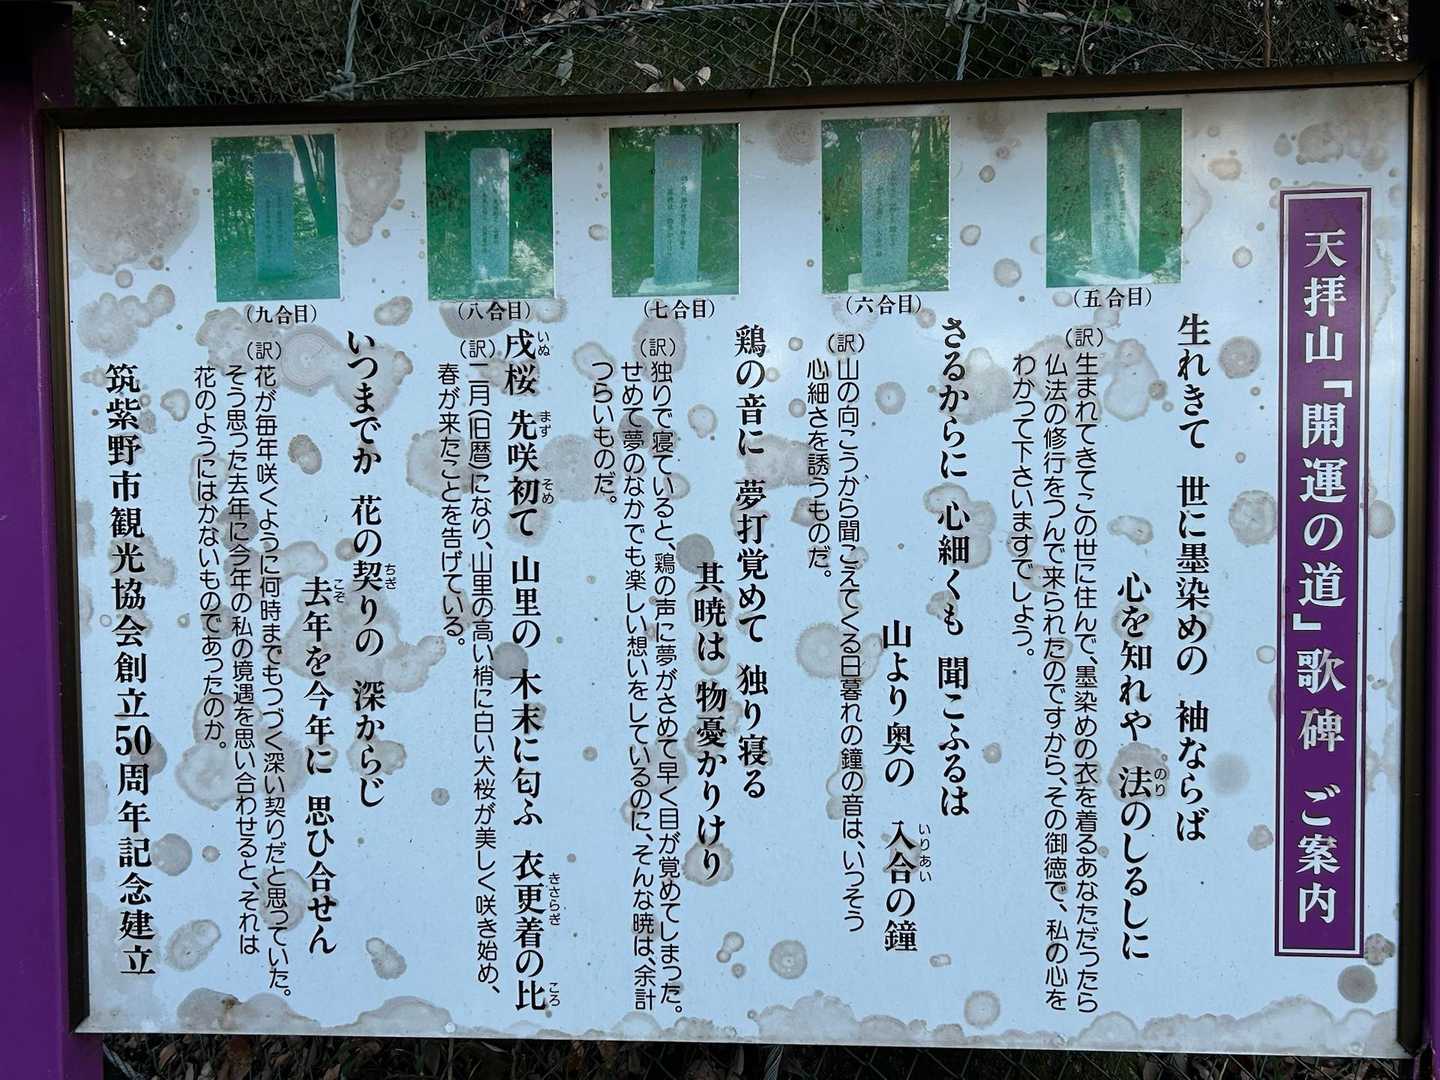 天拝山「開運の道」歌碑 ご案内
（五合目）
生れきて 世に墨染めの 袖ならば
心を知れや 法のしるしに
のり
（訳）生まれてきてこの世に住んで、墨染めの衣を着るあなただったら
仏法の修行をつんで来られたのですから、その御徳で、私の心を
わかって下さいますでしょう。
（六合目）
さるからに 心細くも 聞こふるは
山より奥の 入合の鐘
いりあい
（訳）山の向こうから聞こえてくる日暮れの鐘の音は、いっそう
心細さを誘うものだ。
（七合目）
鶏の音に 夢打覚めて 独り寝る
其暁は 物憂かりけり
（訳）独りで寝ていると、鶏の声に夢がさめて早く目が覚めてしまった。
せめて夢のなかでも楽しい想いをしているのに、そんな暁は、余計
つらいものだ。
（八合目）
戌桜 先咲初て 山里の 木末に匂ふ 衣更着の比
いぬ
まず
そめ
きさらぎ
ころ
（訳）二月（旧暦）になり、山里の高い梢に白い犬桜が美しく咲き始め、
春が来たことを告げている。
（九合目）
いつまでか 花の契りの 深からじ
ちぎ
去年を今年に 思ひ合せん
こぞ
（訳）花が毎年咲くように何時までもつづく深い契りだと思っていた。
そう思った去年に今年の私の境遇を思い合わせると、それは
花のようにはかないものであったのか。
筑紫野市観光協会創立50周年記念建立